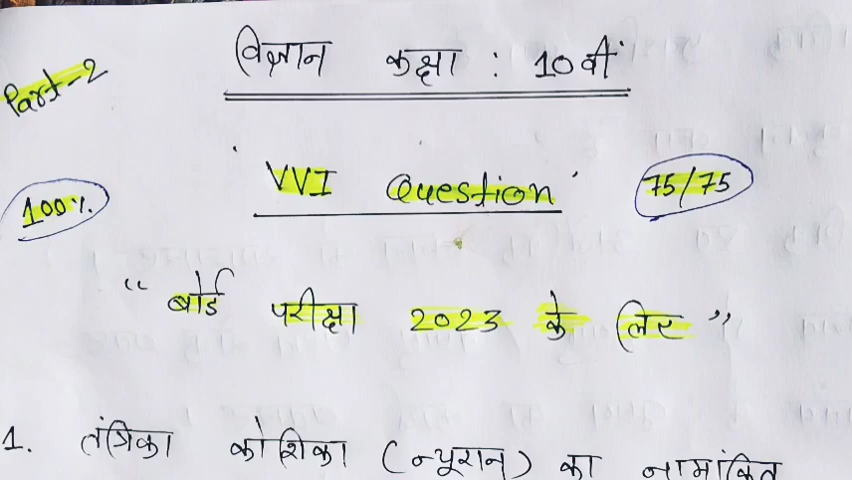 Part-2
विज्ञान कक्षा : 10वीं
100%
VVI Question
75/75
“ बोर्ड परीक्षा 2023 के लिए ”
1. तंत्रिका कोशिका (न्यूरान) का नामांकित